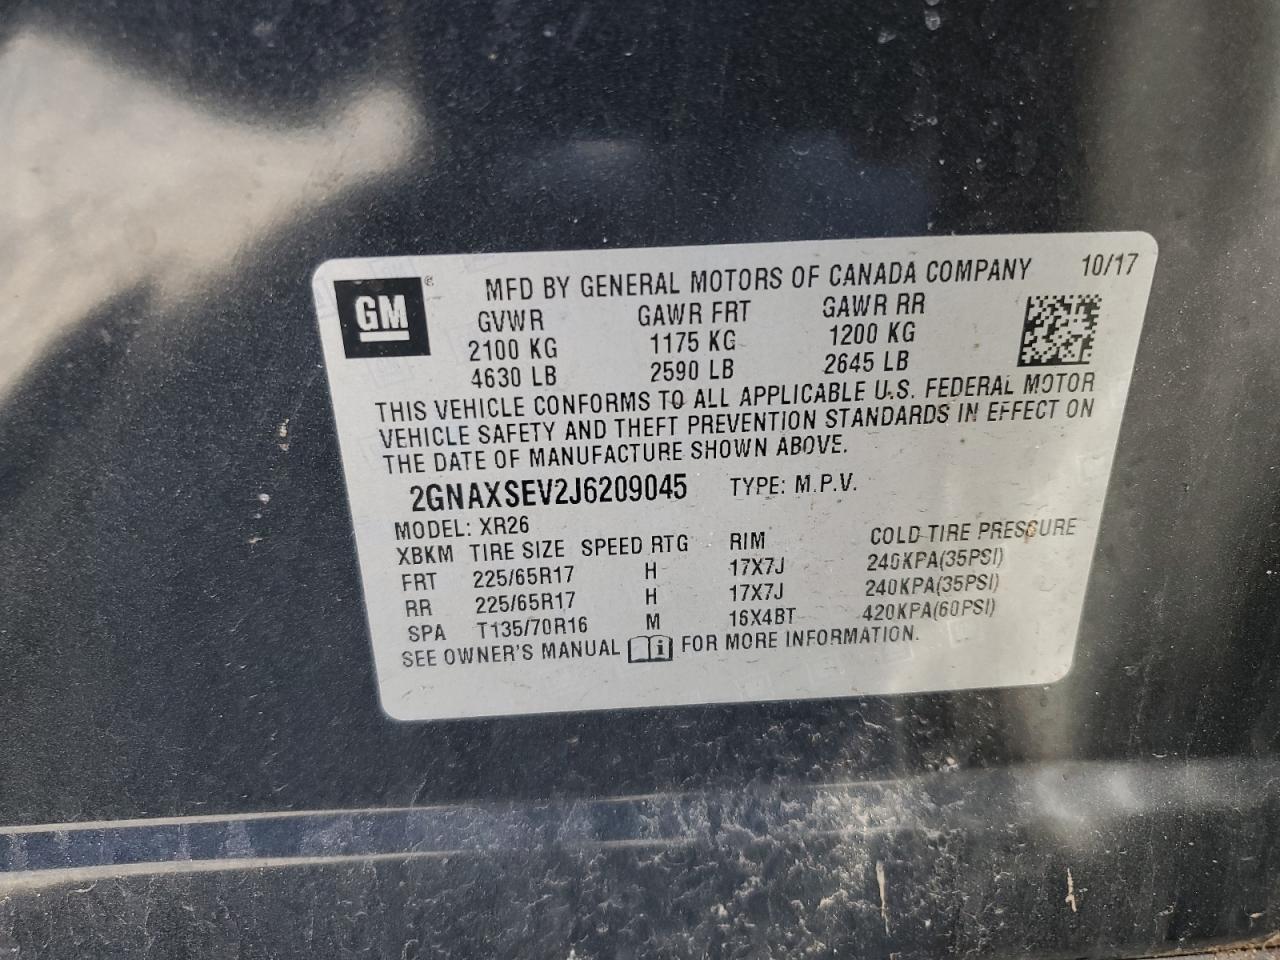 GM® MFD BY GENERAL MOTORS OF CANADA COMPANY 10/17
GVWR GAWR FRT GAWR RR
2100 KG 1175 KG 1200 KG
4630 LB 2590 LB 2645 LB
THIS VEHICLE CONFORMS TO ALL APPLICABLE U.S. FEDERAL MOTOR
VEHICLE SAFETY AND THEFT PREVENTION STANDARDS IN EFFECT ON
THE DATE OF MANUFACTURE SHOWN ABOVE.
2GNAXSEV2J6209045 TYPE: M.P.V.
MODEL: XR26
XBKM TIRE SIZE SPEED RTG RIM COLD TIRE PRESSURE
FRT 225/65R17 H 17X7J 240KPA(35PSI)
RR 225/65R17 H 17X7J 240KPA(35PSI)
SPA T135/70R16 M 16X4BT 420KPA(60PSI)
SEE OWNER'S MANUAL i FOR MORE INFORMATION.